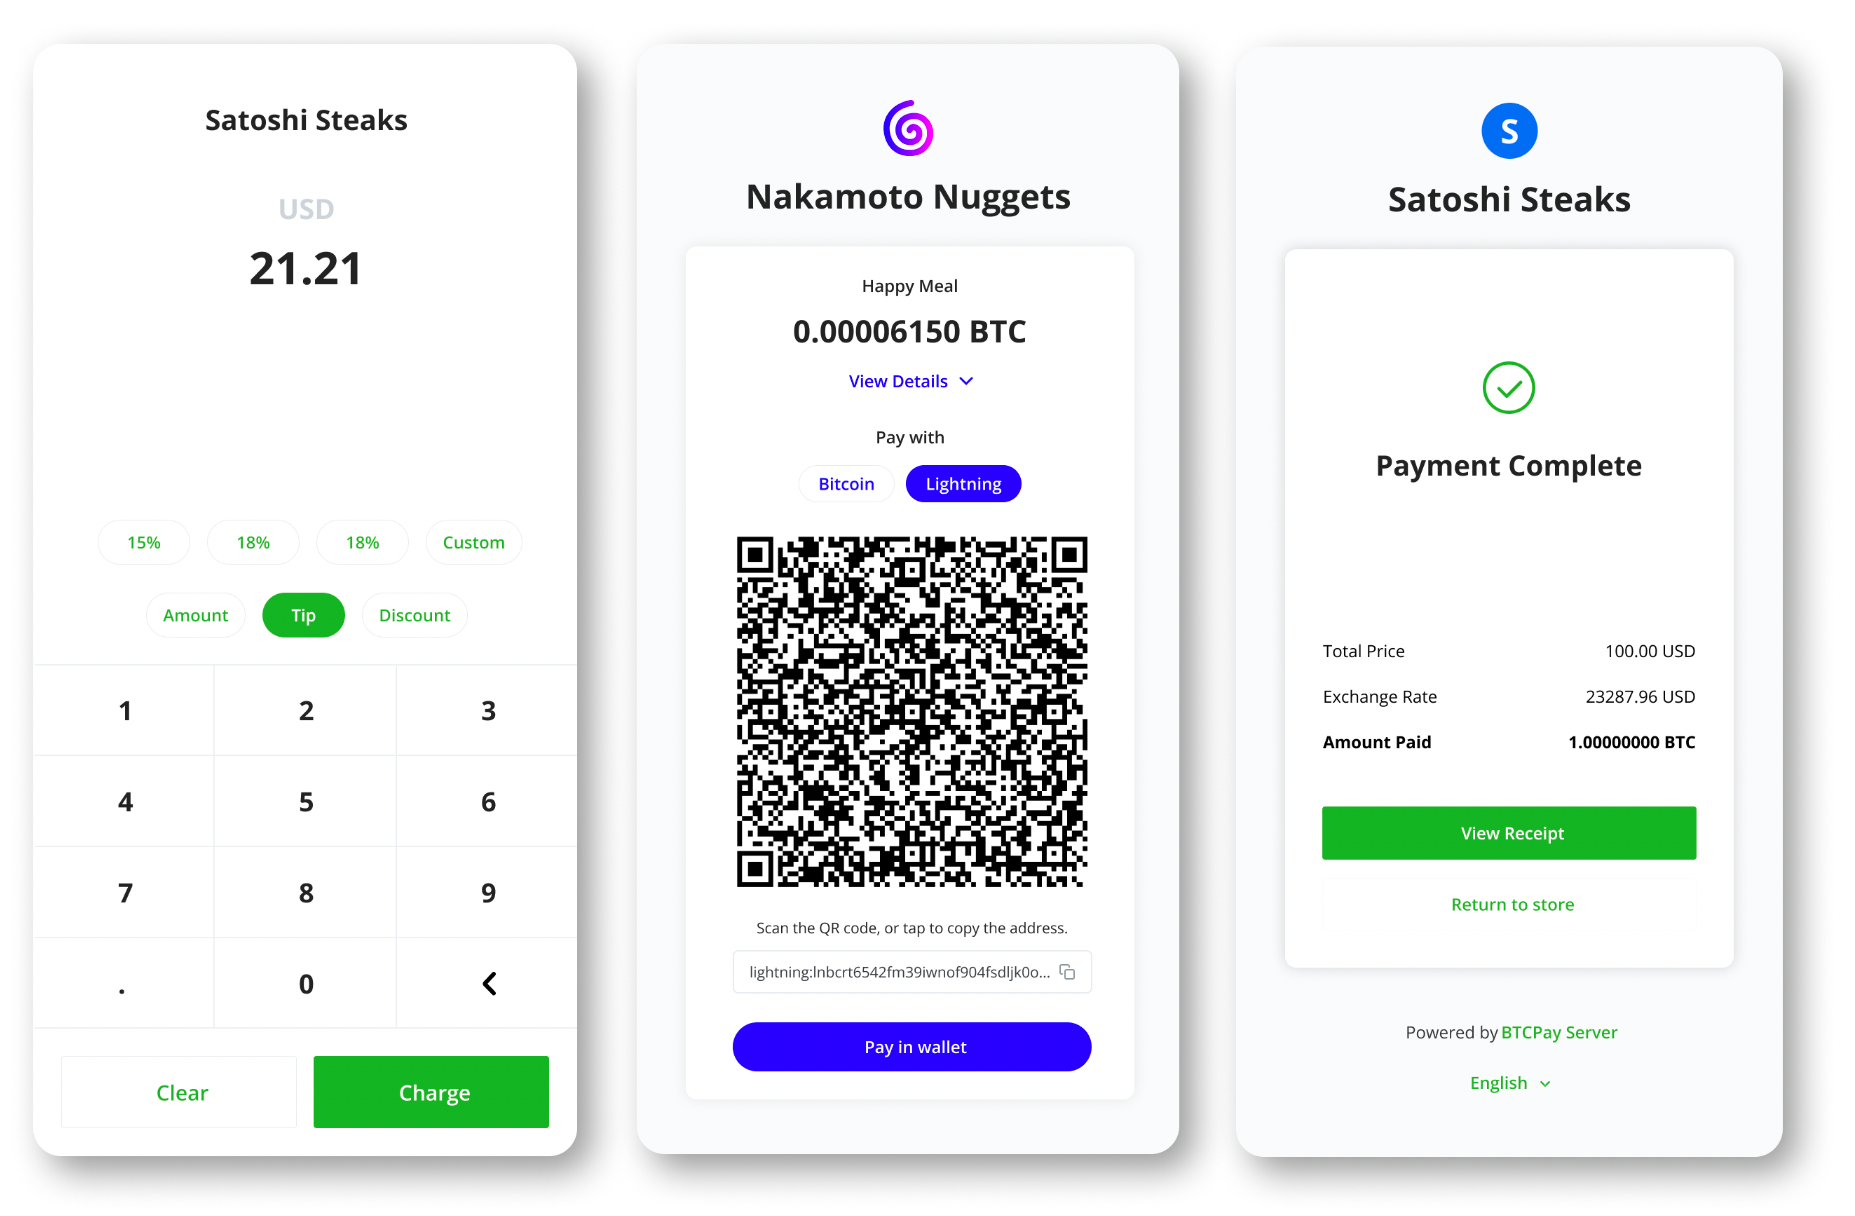 Satoshi Steaks
USD
21.21
15% 18% 18% Custom
Amount Tip Discount
1 2 3
4 5 6
7 8 9
. 0
Clear Charge
Nakamoto Nuggets
Happy Meal
0.00006150 BTC
View Details
Pay with
Bitcoin Lightning
Scan the QR code, or tap to copy the address.
lightning:lnbcrt6542fm39iwnof904fsdljk0o...
Pay in wallet
S
Satoshi Steaks
Payment Complete
Total Price 100.00 USD
Exchange Rate 23287.96 USD
Amount Paid 1.00000000 BTC
View Receipt
Return to store
Powered by BTCPay Server
English